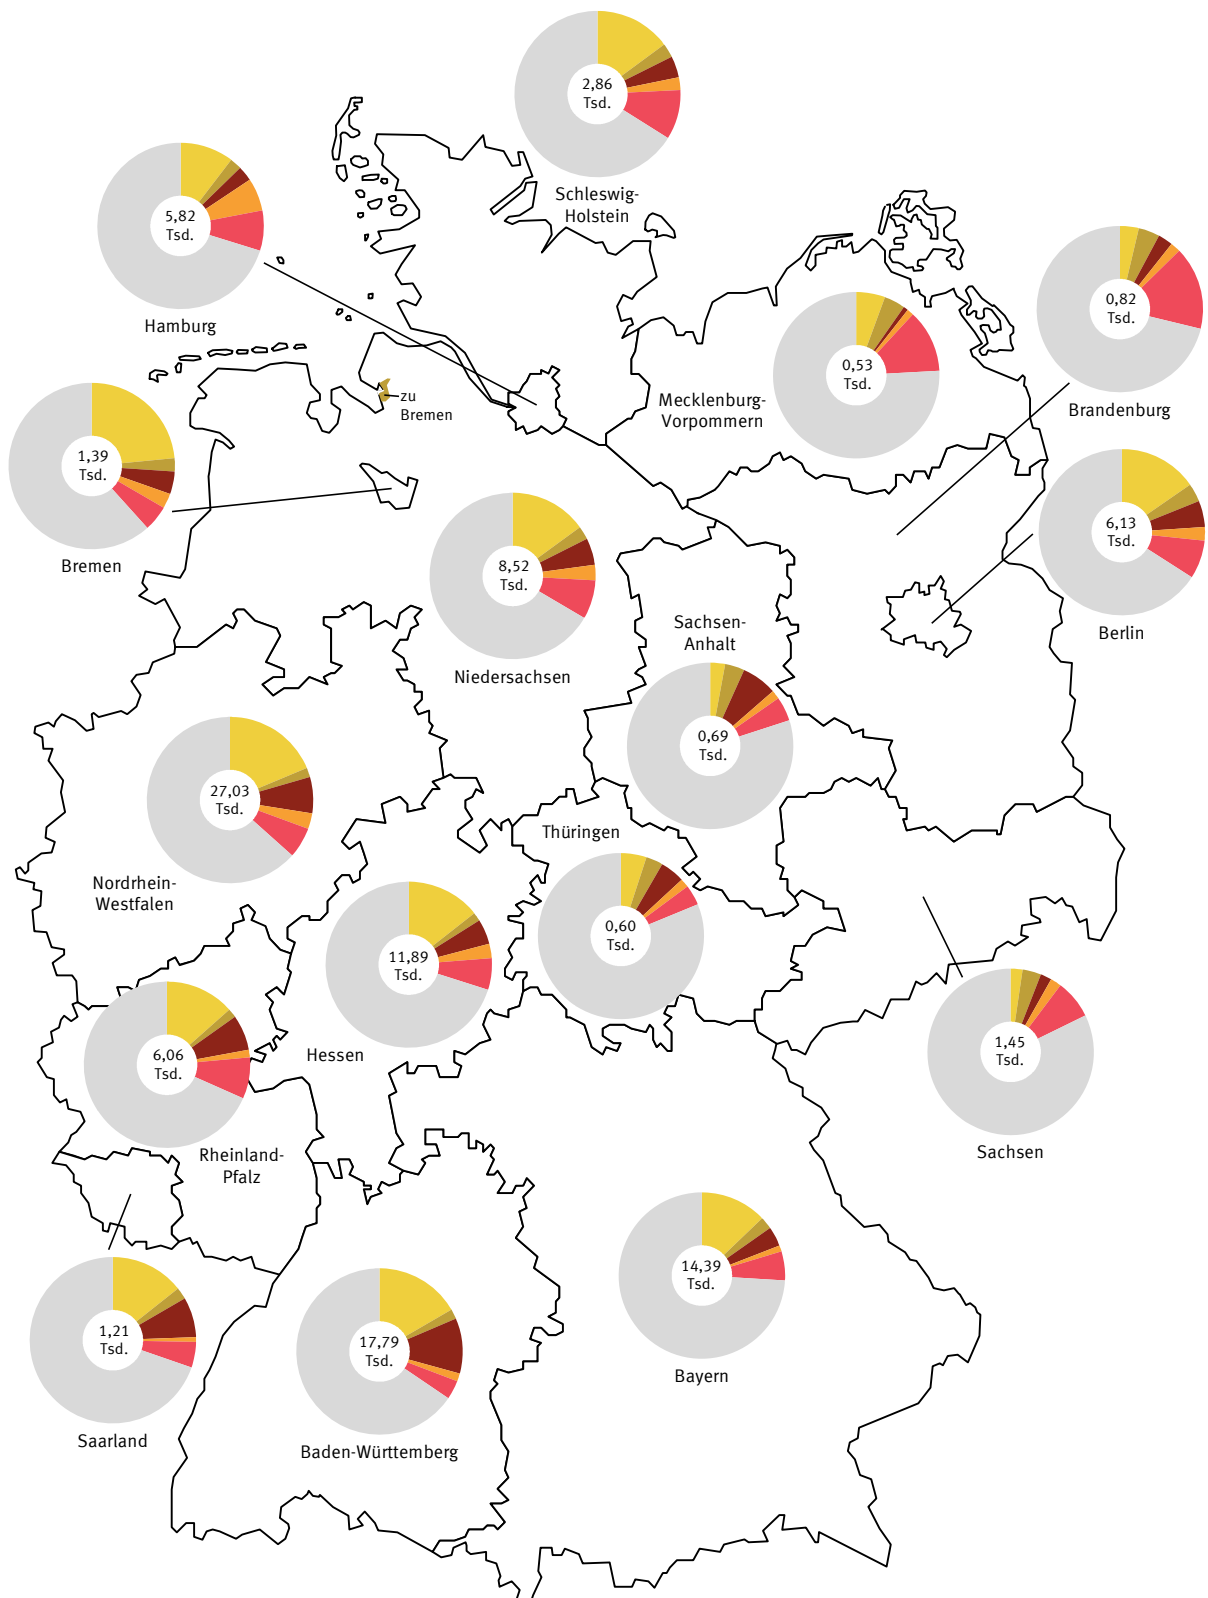 2,86
Tsd.
Schleswig-
Holstein
5,82
Tsd.
Hamburg
0,82
Tsd.
Brandenburg
0,53
Tsd.
Mecklenburg-
Vorpommern
zu
Bremen
1,39
Tsd.
Bremen
6,13
Tsd.
Berlin
8,52
Tsd.
Niedersachsen
Sachsen-
Anhalt
0,69
Tsd.
27,03
Tsd.
Nordrhein-
Westfalen
Thüringen
0,60
Tsd.
11,89
Tsd.
Hessen
6,06
Tsd.
Rheinland-
Pfalz
1,45
Tsd.
Sachsen
14,39
Tsd.
Bayern
1,21
Tsd.
Saarland
17,79
Tsd.
Baden-Württemberg